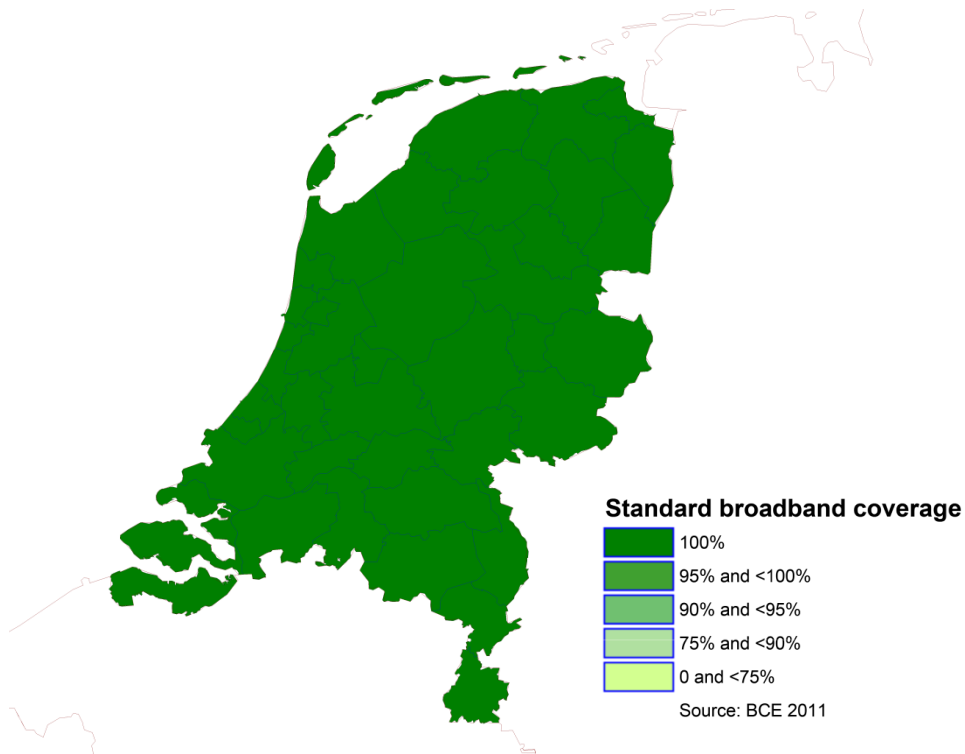 Standard broadband coverage
100%
95% and <100%
90% and <95%
75% and <90%
0 and <75%
Source: BCE 2011